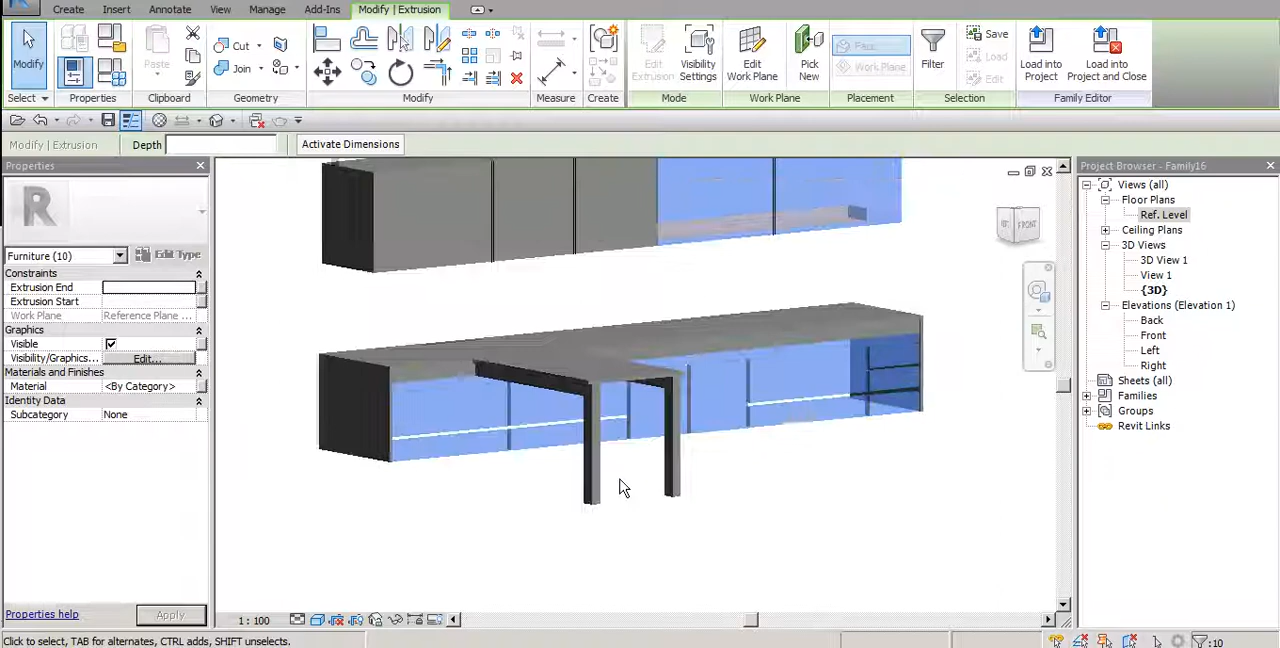 Create Insert Annotate View Manage Add-Ins Modify | Extrusion
Modify Paste Cut Join Edit Extrusion Visibility Settings Edit Work Plane Pick New Face Work Plane Filter Save Load Edit Load into Project Load into Project and Close
Select Properties Clipboard Geometry Modify Measure Create Mode Work Plane Placement Selection Family Editor
Modify | Extrusion Depth Activate Dimensions
Properties
R
Furniture (10) Edit Type
Constraints
Extrusion End
Extrusion Start
Work Plane Reference Plane ...
Graphics
Visible
Visibility/Graphics... Edit...
Materials and Finishes
Material <By Category>
Identity Data
Subcategory None
Properties help Apply
FRONT
Project Browser - Family16
Views (all)
Floor Plans
Ref. Level
Ceiling Plans
3D Views
3D View 1
View 1
{3D}
Elevations (Elevation 1)
Back
Front
Left
Right
Sheets (all)
Families
Groups
Revit Links
1 : 100
Click to select, TAB for alternates, CTRL adds, SHIFT unselects.
:10